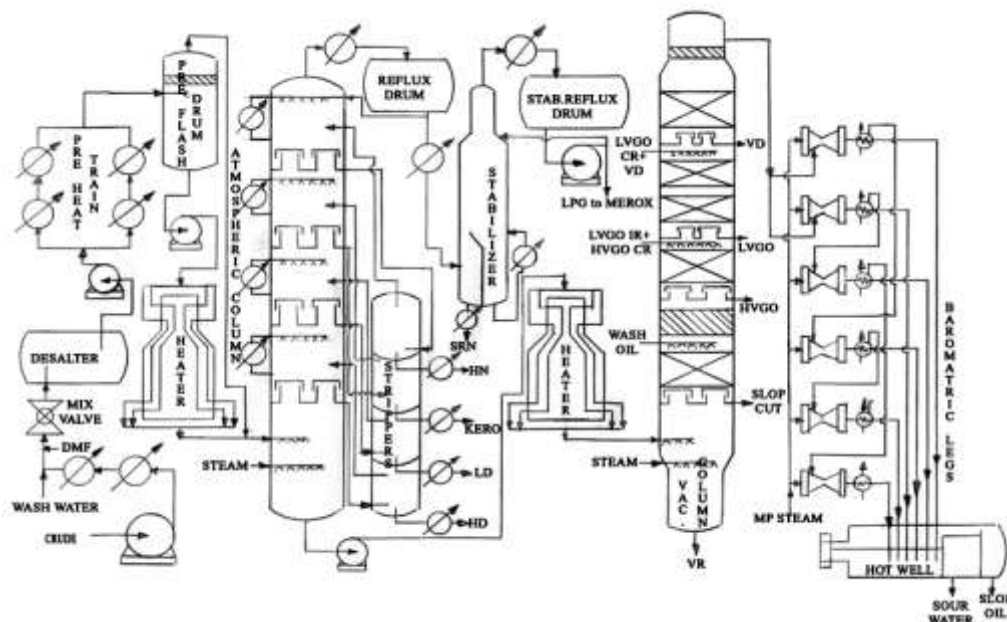 PRE FLASH
DRUM
PRE HEAT
TRAIN
DESALTER
MIX
VALVE
DMF
WASH WATER
CRUDE
HEATER
ATMOSPHERIC COLUMN
STEAM
REFLUX
DRUM
STRIPPERS
HN
KERO
LD
HD
STABILIZER
SRN
STAB.REFLUX
DRUM
LPG to MEROX
HEATER
LVGO
CR+
VD
VD
LVGO IR+
HVGO CR
LVGO
HVGO
WASH
OIL
SLOP
CUT
STEAM
VAC.
COLUMN
VR
BAROMATRIC LEGS
MP STEAM
HOT WELL
SOUR
WATER
SLOP
OIL